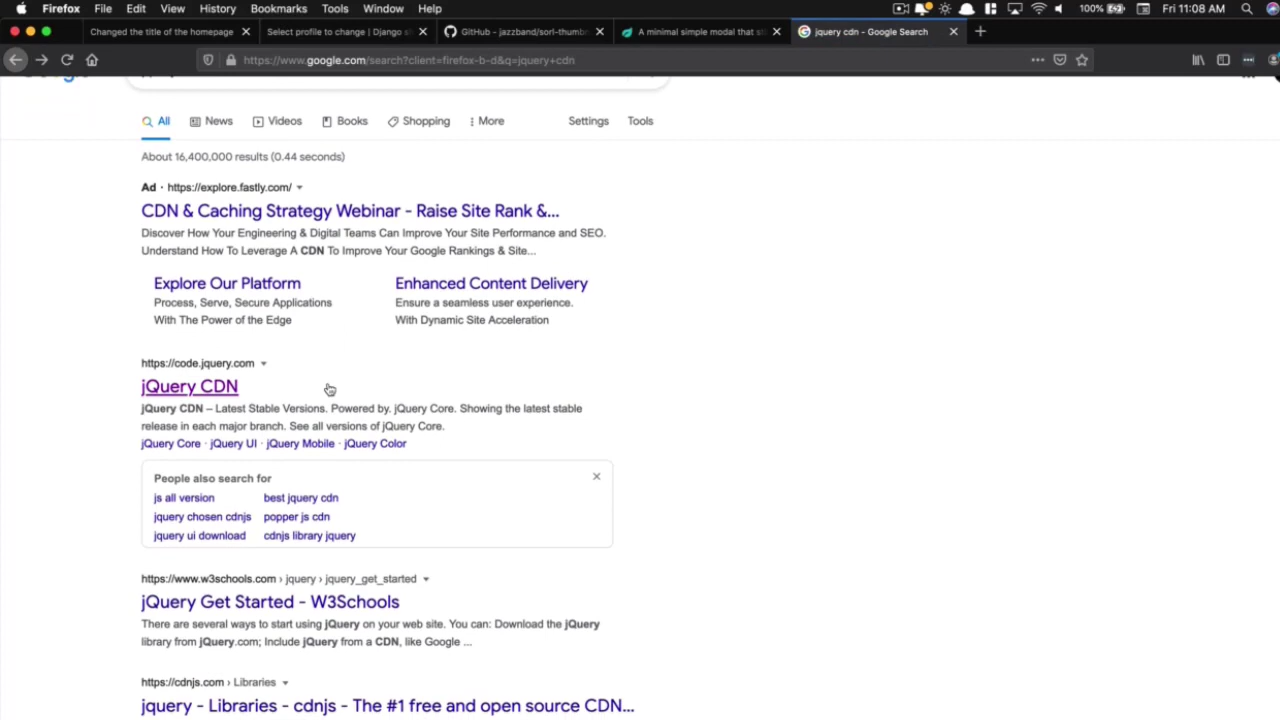 Firefox File Edit View History Bookmarks Tools Window Help 100% Fri 11:08 AM
Changed the title of the homepage Select profile to change | Django si GitHub - jazzband/sorl-thumb A minimal simple modal that st jquery cdn - Google Search
https://www.google.com/search?client=firefox-b-d&q=jquery+cdn
All News Videos Books Shopping More Settings Tools
About 16,400,000 results (0.44 seconds)
Ad · https://explore.fastly.com/
CDN & Caching Strategy Webinar - Raise Site Rank &...
Discover How Your Engineering & Digital Teams Can Improve Your Site Performance and SEO.
Understand How To Leverage A CDN To Improve Your Google Rankings & Site...
Explore Our Platform Enhanced Content Delivery
Process, Serve, Secure Applications Ensure a seamless user experience.
With The Power of the Edge With Dynamic Site Acceleration
https://code.jquery.com
jQuery CDN
jQuery CDN – Latest Stable Versions. Powered by. jQuery Core. Showing the latest stable
release in each major branch. See all versions of jQuery Core.
jQuery Core · jQuery UI · jQuery Mobile · jQuery Color
People also search for
js all version best jquery cdn
jquery chosen cdnjs popper js cdn
jquery ui download cdnjs library jquery
https://www.w3schools.com › jquery › jquery_get_started
jQuery Get Started - W3Schools
There are several ways to start using jQuery on your web site. You can: Download the jQuery
library from jQuery.com; Include jQuery from a CDN, like Google ...
https://cdnjs.com › Libraries
jquery - Libraries - cdnjs - The #1 free and open source CDN...